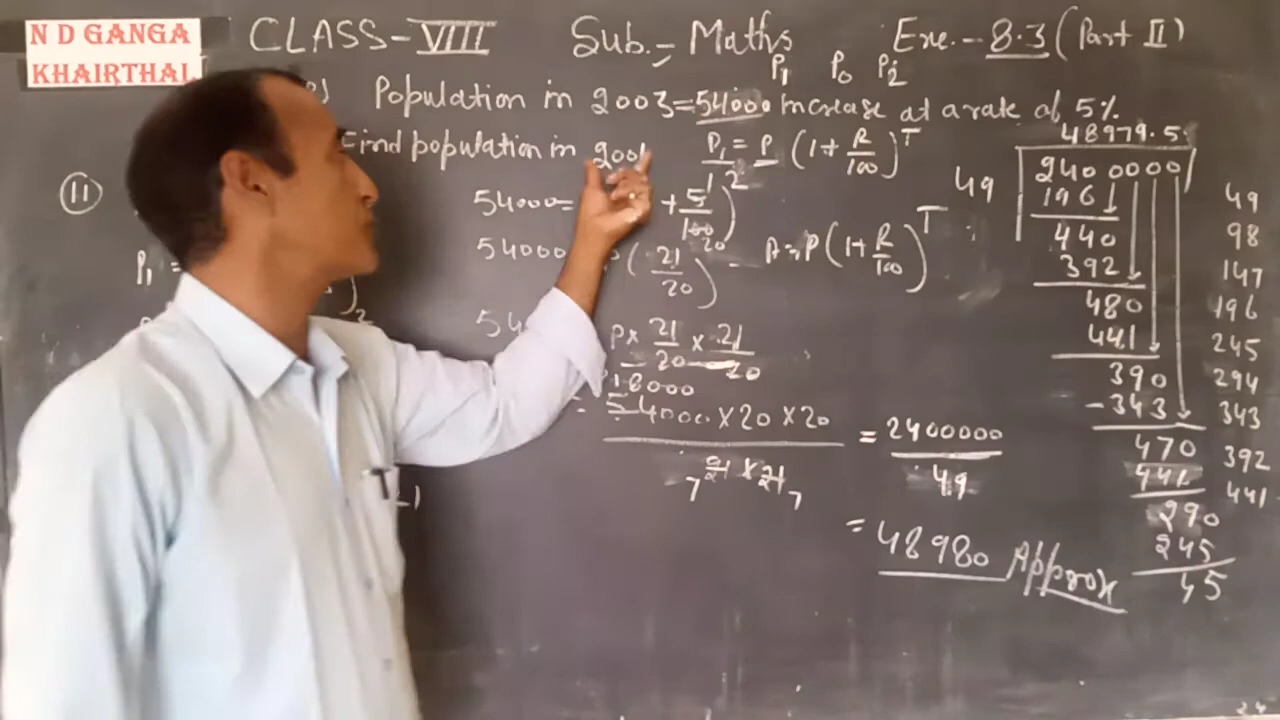 N D GANGA
KHAIRTHAL
CLASS-VIII Sub.- Maths Exe.- 8.3 (Part II)
P₁ P₀ P₂
Population in 2003=54000 increase at a rate of 5%.
Find population in 2001
11
P₁ = P (1+ R/100)^T
54000= + 5/100)^2
20
54000 ( 21/20 )
A=P(1+ R/100)^T
P₁ =
54
P× 21/20 × 21/20
18000
= 54000×20×20 / 21×21 = 2400000 / 49
7 7
= 48980 Approx
48979.5
49 2400000
196
440
392
480
441
390
-343
470
441
290
245
45
49
98
147
196
245
294
343
392
441